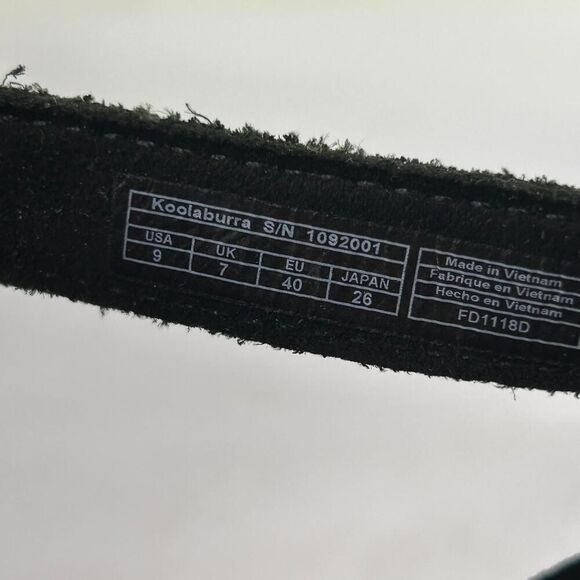 Koolaburra S/N 1092001
USA UK EU JAPAN
9 7 40 26
Made in Vietnam
Fabrique en Vietnam
Hecho en Vietnam
FD1118D